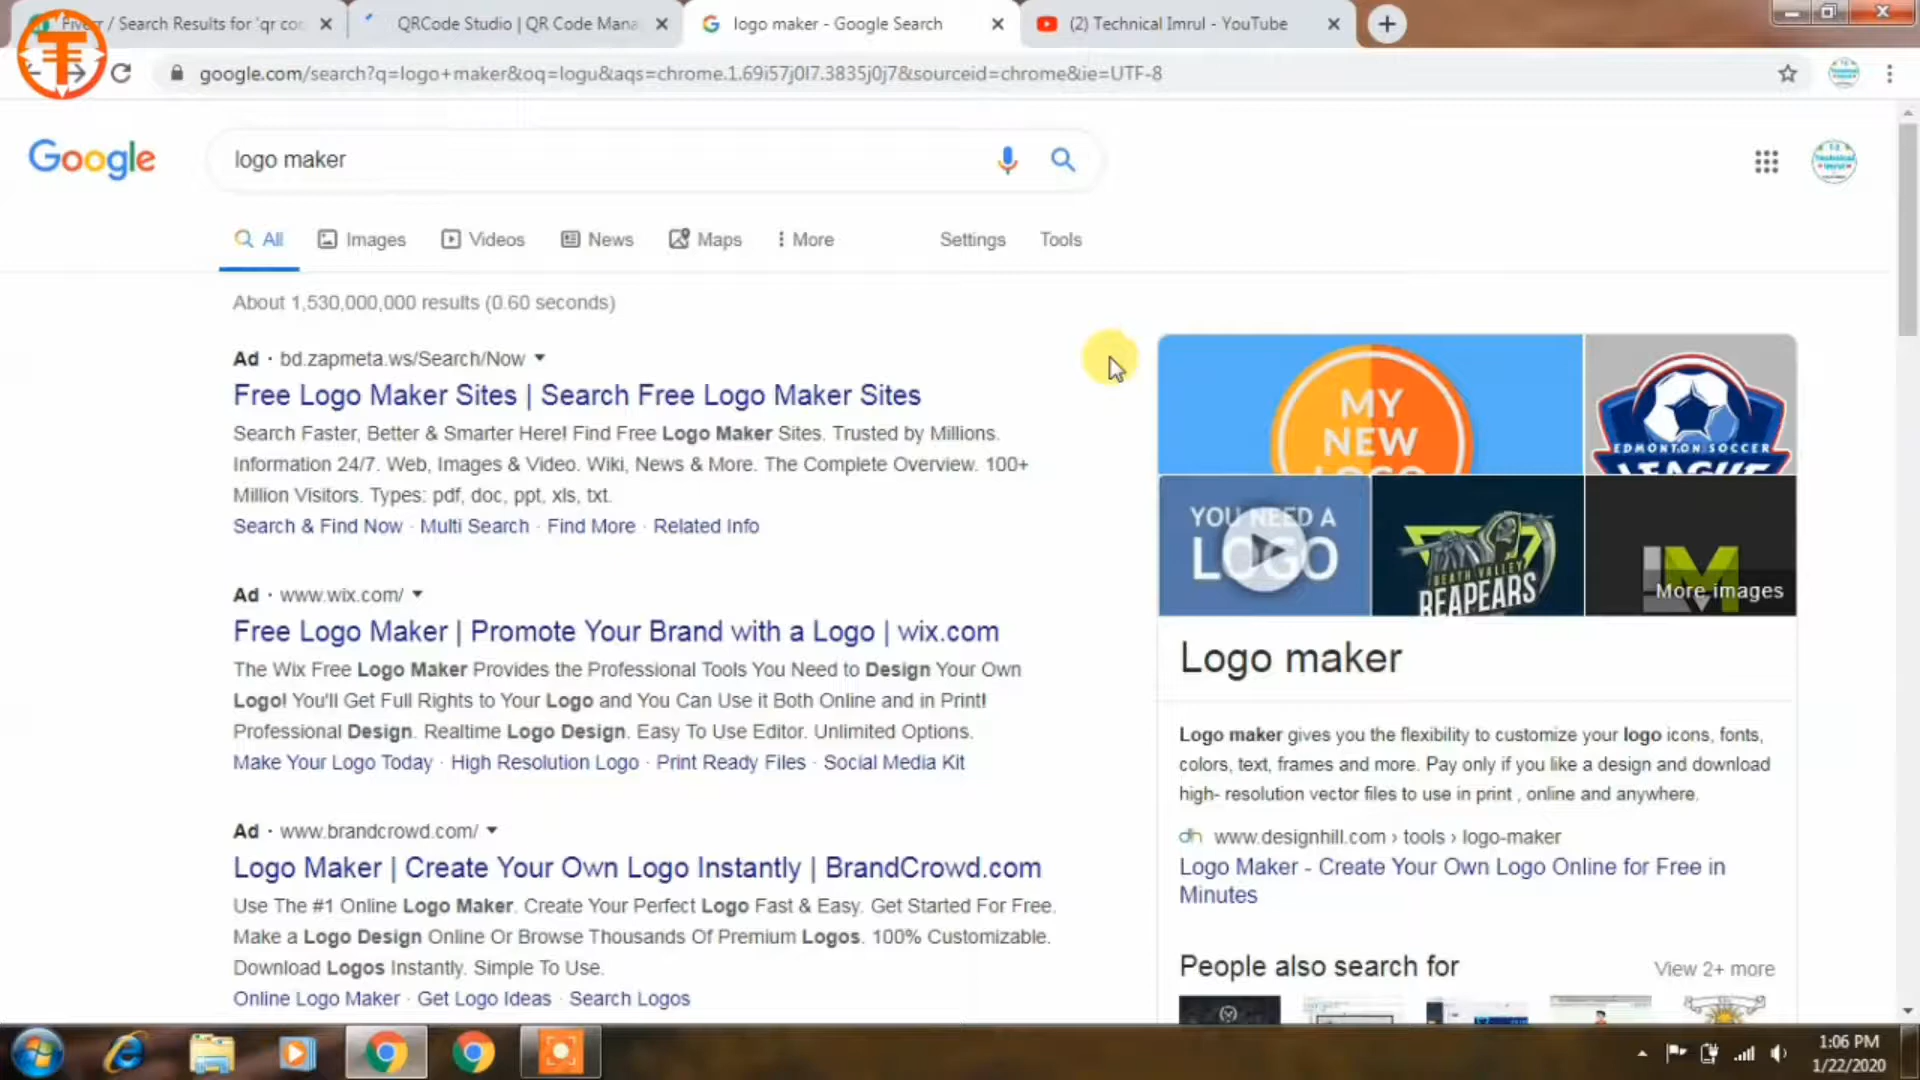 Fiverr / Search Results for 'qr co
QRCode Studio | QR Code Mana
logo maker - Google Search
(2) Technical Imrul - YouTube
google.com/search?q=logo+maker&oq=logu&aqs=chrome.1.69i57j0l7.3835j0j7&sourceid=chrome&ie=UTF-8
Google
logo maker
All
Images
Videos
News
Maps
More
Settings
Tools
About 1,530,000,000 results (0.60 seconds)
Ad · bd.zapmeta.ws/Search/Now
Free Logo Maker Sites | Search Free Logo Maker Sites
Search Faster, Better & Smarter Here! Find Free Logo Maker Sites. Trusted by Millions.
Information 24/7. Web, Images & Video. Wiki, News & More. The Complete Overview. 100+
Million Visitors. Types: pdf, doc, ppt, xls, txt.
Search & Find Now · Multi Search · Find More · Related Info
Ad · www.wix.com/
Free Logo Maker | Promote Your Brand with a Logo | wix.com
The Wix Free Logo Maker Provides the Professional Tools You Need to Design Your Own
Logo! You'll Get Full Rights to Your Logo and You Can Use it Both Online and in Print!
Professional Design. Realtime Logo Design. Easy To Use Editor. Unlimited Options.
Make Your Logo Today · High Resolution Logo · Print Ready Files · Social Media Kit
Ad · www.brandcrowd.com/
Logo Maker | Create Your Own Logo Instantly | BrandCrowd.com
Use The #1 Online Logo Maker. Create Your Perfect Logo Fast & Easy. Get Started For Free.
Make a Logo Design Online Or Browse Thousands Of Premium Logos. 100% Customizable.
Download Logos Instantly. Simple To Use.
Online Logo Maker · Get Logo Ideas · Search Logos
MY
NEW
LOGO
EDMONTON SOCCER
LEAGUE
YOU NEED A
LOGO
DEATH VALLEY
REAPEARS
LM
More images
Logo maker
Logo maker gives you the flexibility to customize your logo icons, fonts,
colors, text, frames and more. Pay only if you like a design and download
high- resolution vector files to use in print , online and anywhere.
dh www.designhill.com › tools › logo-maker
Logo Maker - Create Your Own Logo Online for Free in
Minutes
People also search for
View 2+ more
1:06 PM
1/22/2020